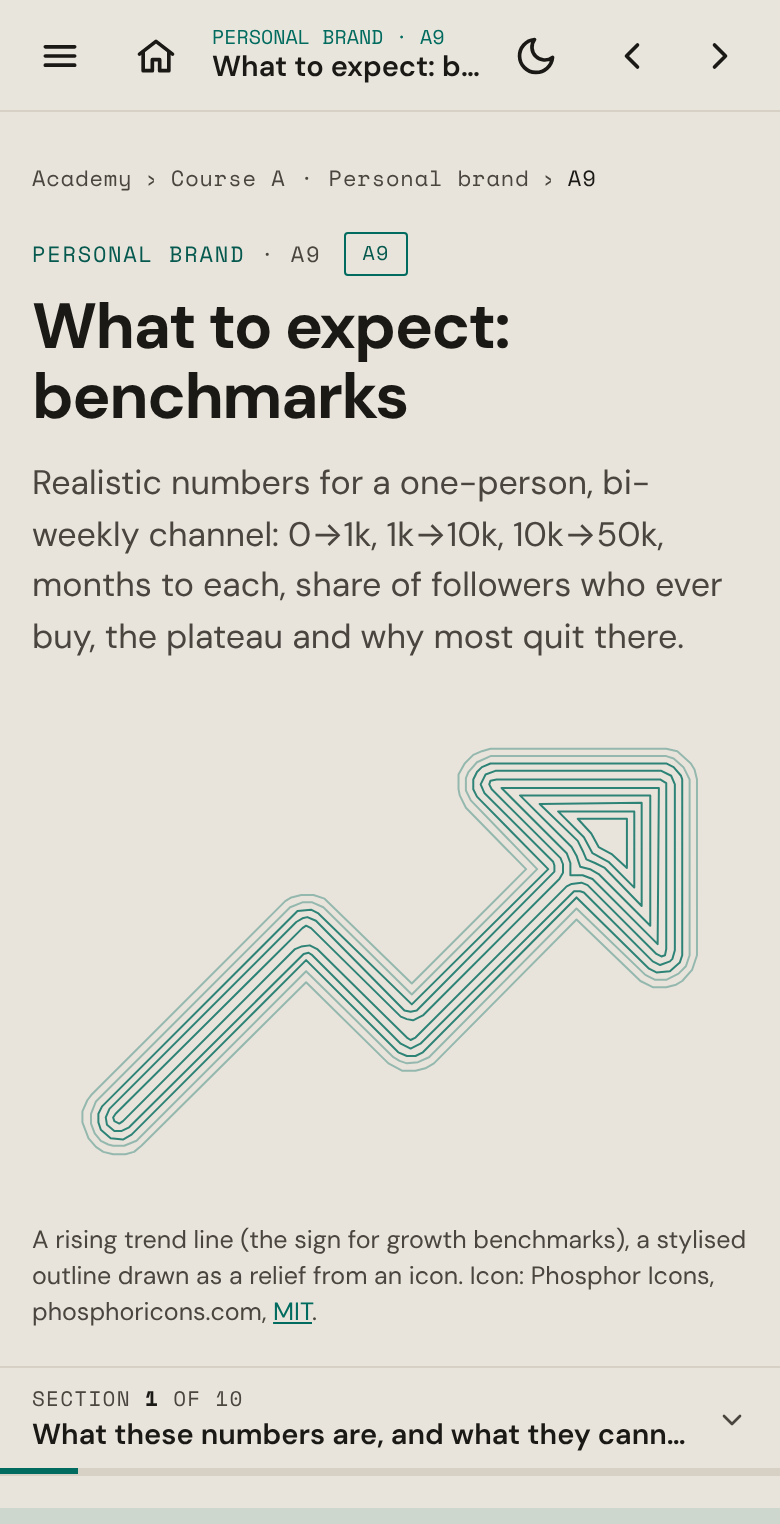 PERSONAL BRAND · A9
What to expect: b…
Academy › Course A · Personal brand › A9
PERSONAL BRAND · A9 A9
What to expect:
benchmarks
Realistic numbers for a one-person, bi-
weekly channel: 0→1k, 1k→10k, 10k→50k,
months to each, share of followers who ever
buy, the plateau and why most quit there.
A rising trend line (the sign for growth benchmarks), a stylised
outline drawn as a relief from an icon. Icon: Phosphor Icons,
phosphoricons.com, MIT.
SECTION 1 OF 10
What these numbers are, and what they cann…